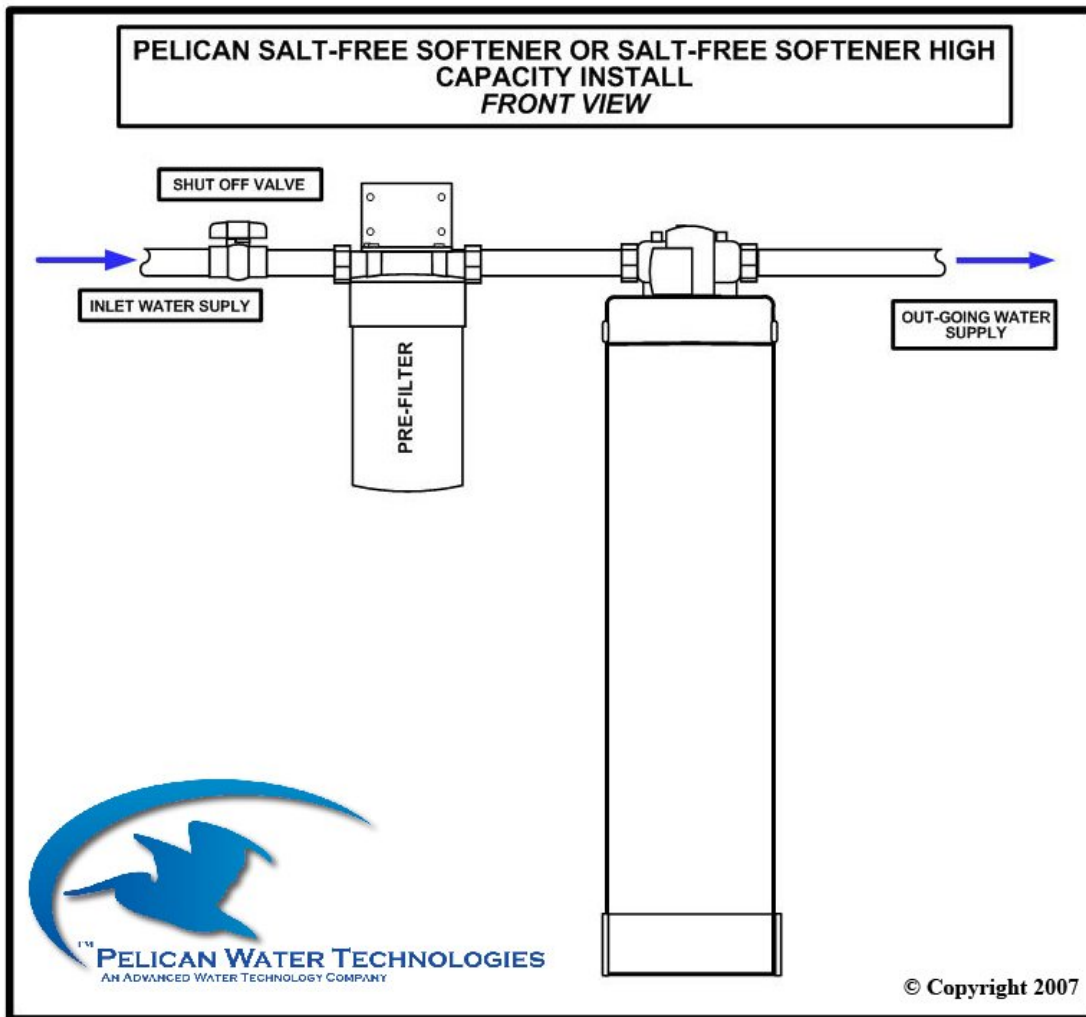 PELICAN SALT-FREE SOFTENER OR SALT-FREE SOFTENER HIGH
CAPACITY INSTALL
FRONT VIEW
SHUT OFF VALVE
INLET WATER SUPLY
OUT-GOING WATER
SUPPLY
PRE-FILTER
™ PELICAN WATER TECHNOLOGIES
AN ADVANCED WATER TECHNOLOGY COMPANY
© Copyright 2007